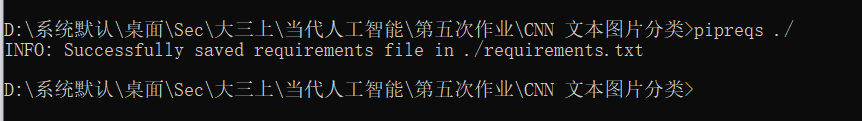 D:\系统默认\桌面\Sec\大三上\当代人工智能\第五次作业\CNN 文本图片分类>pipreqs ./
INFO: Successfully saved requirements file in ./requirements.txt
D:\系统默认\桌面\Sec\大三上\当代人工智能\第五次作业\CNN 文本图片分类>